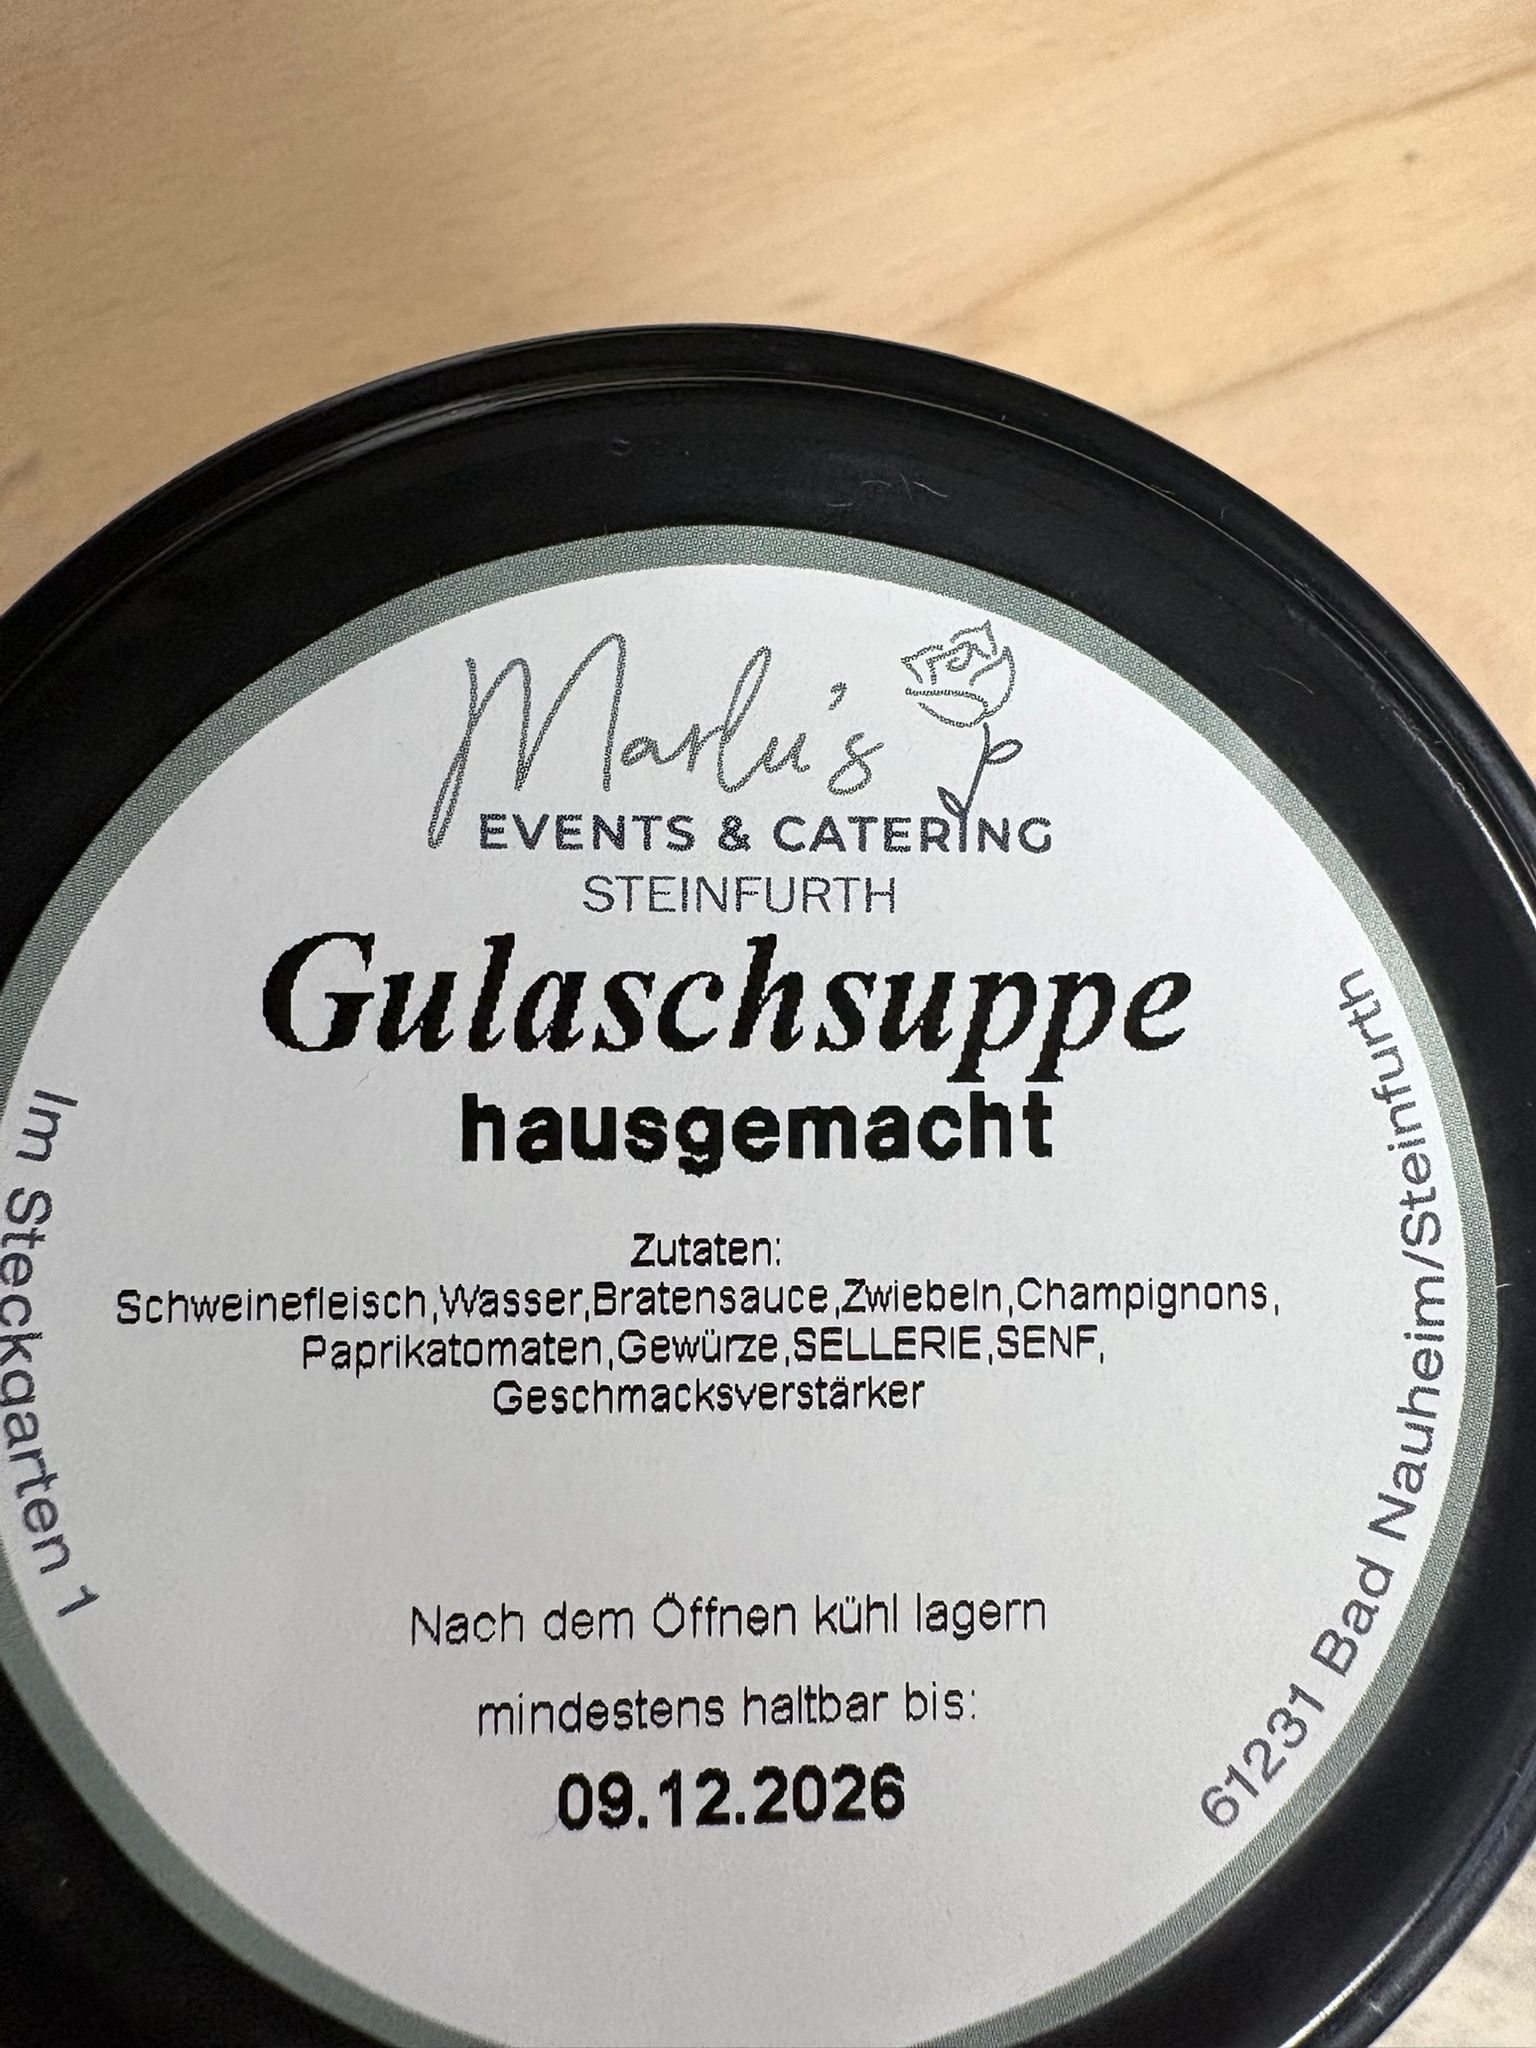 Marlu's
EVENTS & CATERING
STEINFURTH
Gulaschsuppe
hausgemacht
Zutaten:
Schweinefleisch,Wasser,Bratensauce,Zwiebeln,Champignons,
Paprikatomaten,Gewürze,SELLERIE,SENF,
Geschmacksverstärker
Nach dem Öffnen kühl lagern
mindestens haltbar bis:
09.12.2026
Im Steckgarten 1
61231 Bad Nauheim/Steinfurth